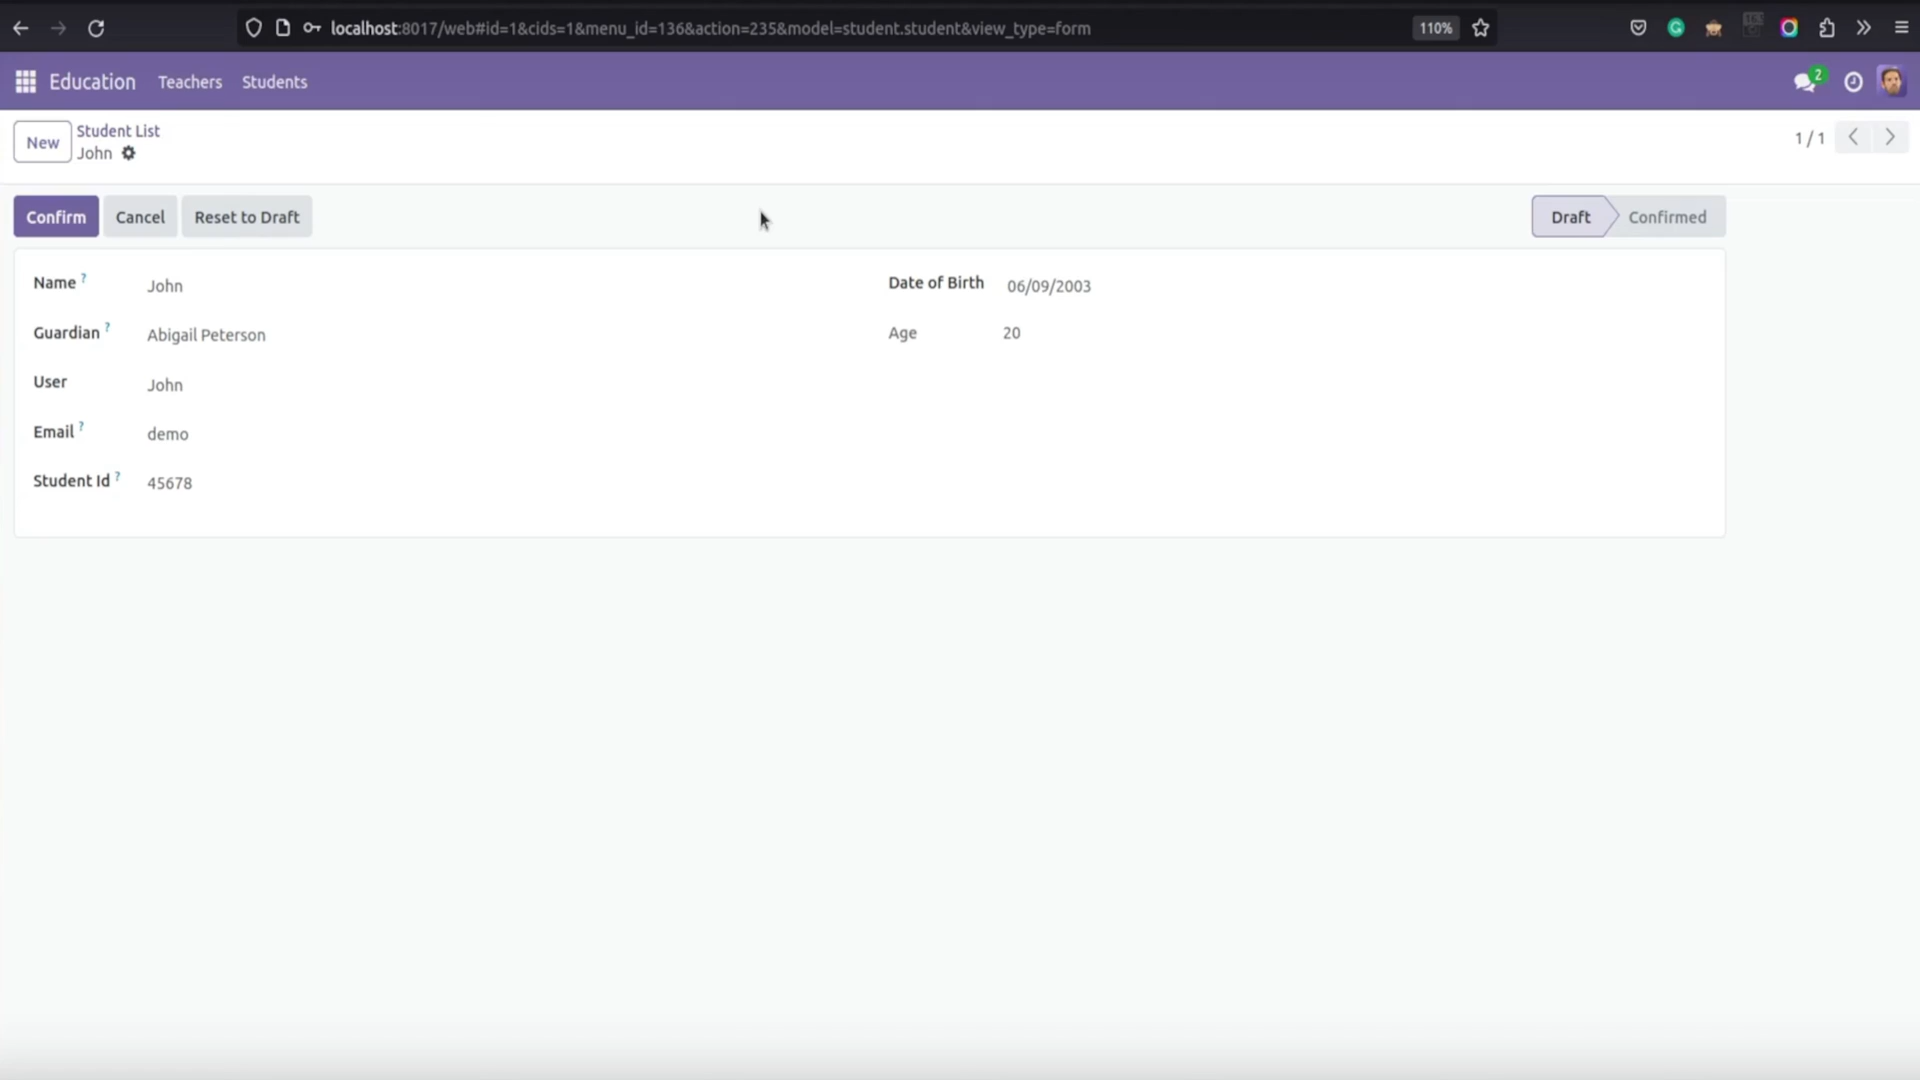 localhost:8017/web#id=1&cids=1&menu_id=136&action=235&model=student.student&view_type=form
110%
Education Teachers Students
2
New
Student List
John
1 / 1
Confirm Cancel Reset to Draft
Draft Confirmed
Name ? John
Date of Birth 06/09/2003
Guardian ? Abigail Peterson
Age 20
User John
Email ? demo
Student Id ? 45678